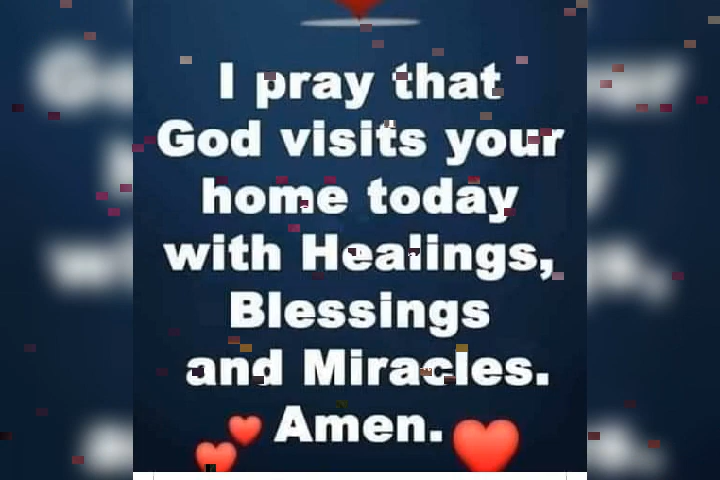 I pray that
God visits your
home today
with Healings,
Blessings
and Miracles.
Amen.